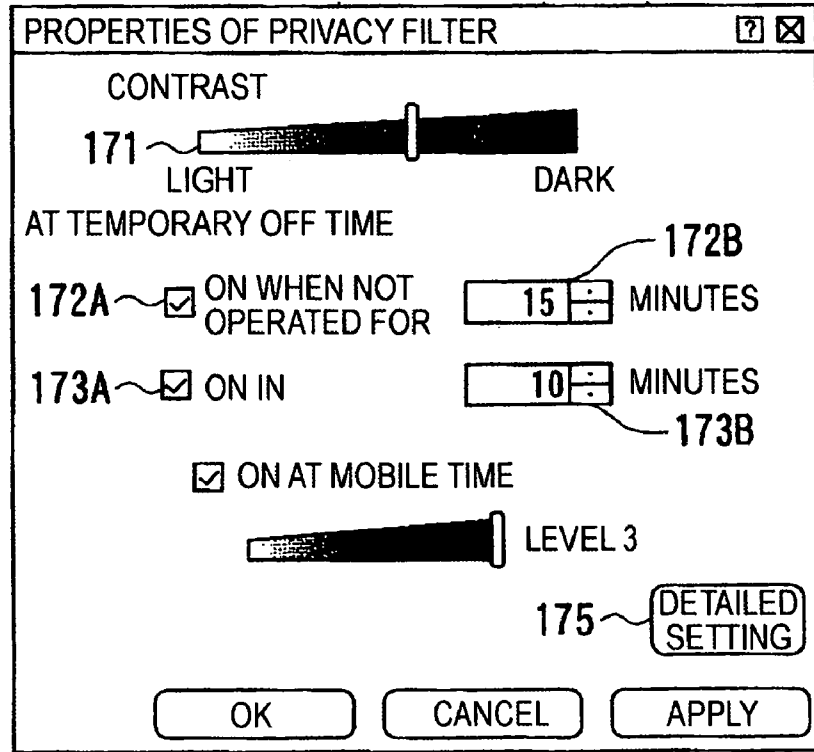 PROPERTIES OF PRIVACY FILTER ?
CONTRAST
171
LIGHT DARK
AT TEMPORARY OFF TIME
172B
172A ON WHEN NOT OPERATED FOR 15 MINUTES
173A ON IN 10 MINUTES
173B
ON AT MOBILE TIME
LEVEL 3
175 DETAILED SETTING
OK CANCEL APPLY